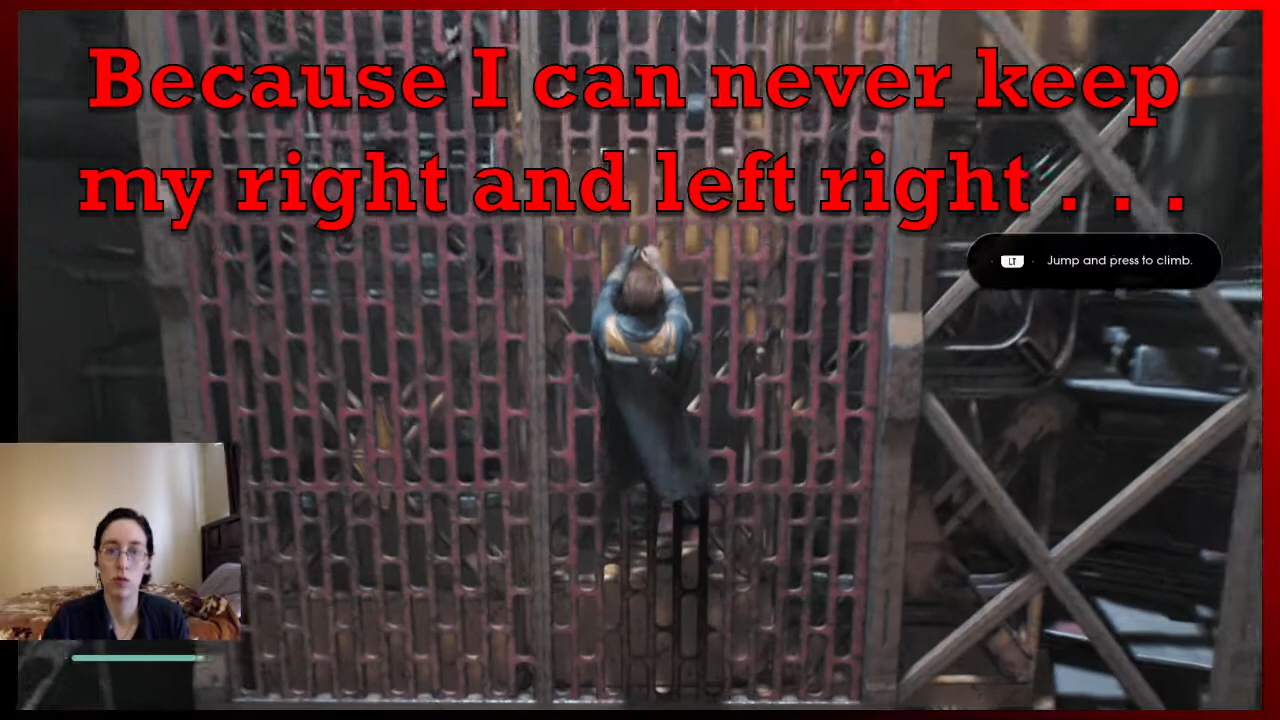 Because I can never keep
my right and left right . . .
LT Jump and press to climb.